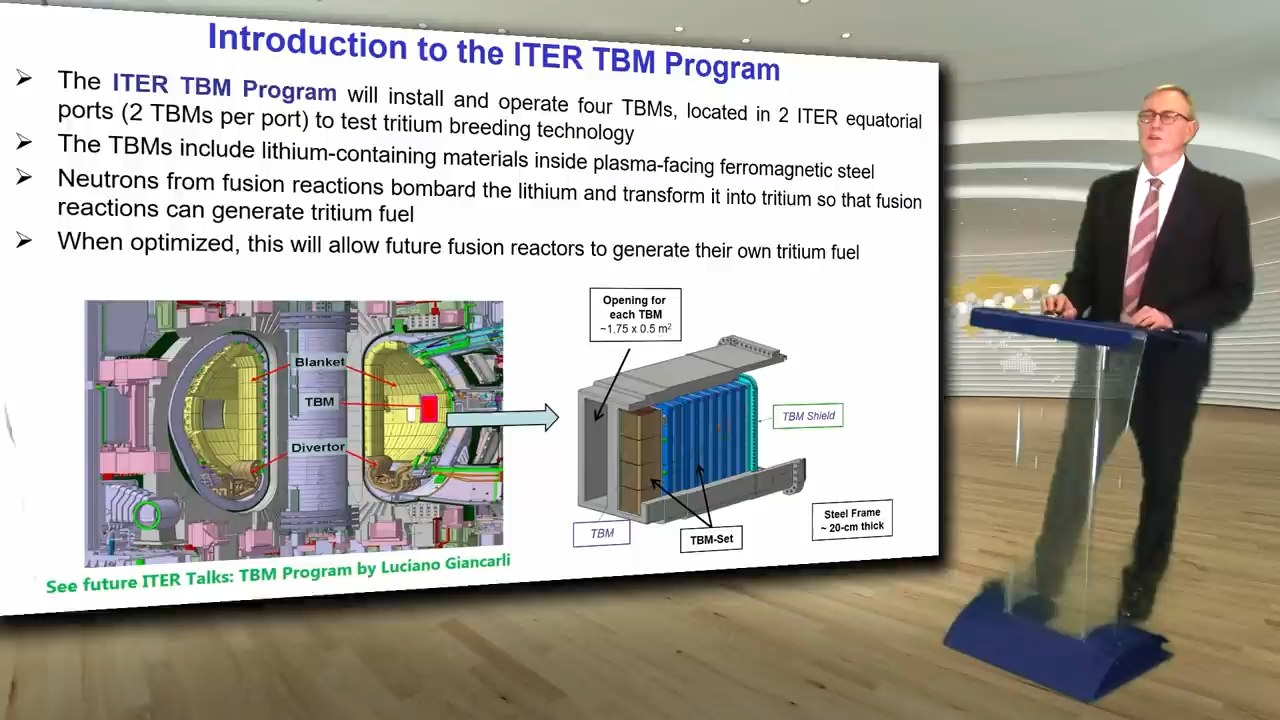 Introduction to the ITER TBM Program
➢ The ITER TBM Program will install and operate four TBMs, located in 2 ITER equatorial
ports (2 TBMs per port) to test tritium breeding technology
➢ The TBMs include lithium-containing materials inside plasma-facing ferromagnetic steel
➢ Neutrons from fusion reactions bombard the lithium and transform it into tritium so that fusion
reactions can generate tritium fuel
➢ When optimized, this will allow future fusion reactors to generate their own tritium fuel
Blanket
TBM
Divertor
Opening for
each TBM
~1.75 x 0.5 m²
TBM Shield
TBM
TBM-Set
Steel Frame
~ 20-cm thick
See future ITER Talks: TBM Program by Luciano Giancarli